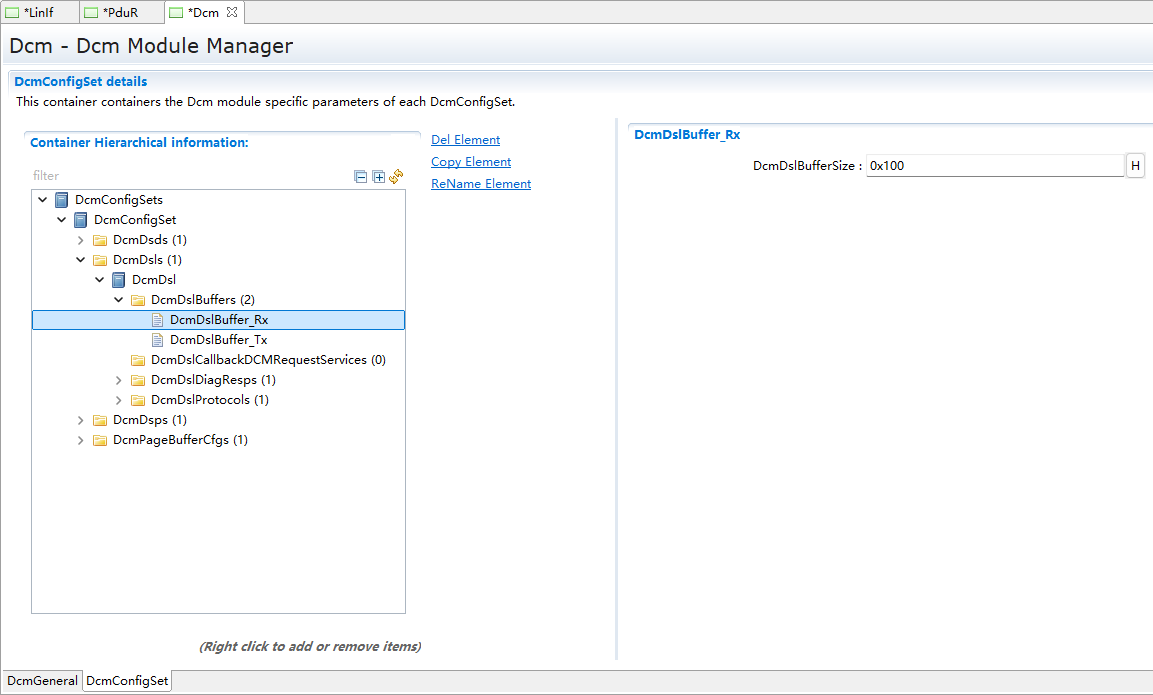 *LinIf *PduR *Dcm
Dcm - Dcm Module Manager
DcmConfigSet details
This container containers the Dcm module specific parameters of each DcmConfigSet.
Container Hierarchical information:
filter
DcmConfigSets
DcmConfigSet
DcmDsds (1)
DcmDsls (1)
DcmDsl
DcmDslBuffers (2)
DcmDslBuffer_Rx
DcmDslBuffer_Tx
DcmDslCallbackDCMRequestServices (0)
DcmDslDiagResps (1)
DcmDslProtocols (1)
DcmDsps (1)
DcmPageBufferCfgs (1)
(Right click to add or remove items)
Del Element
Copy Element
ReName Element
DcmDslBuffer_Rx
DcmDslBufferSize : 0x100 H
DcmGeneral DcmConfigSet